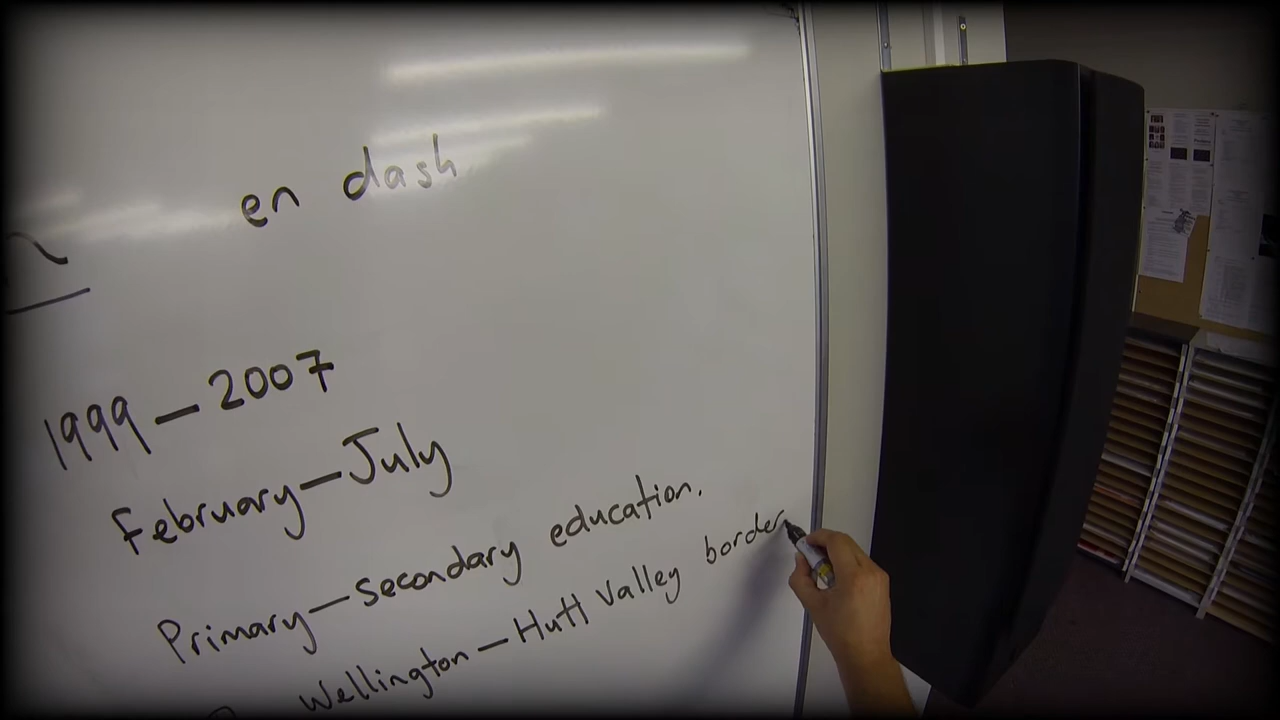 en dash
1999—2007
February—July
Primary—secondary education.
Wellington—Hutt Valley border